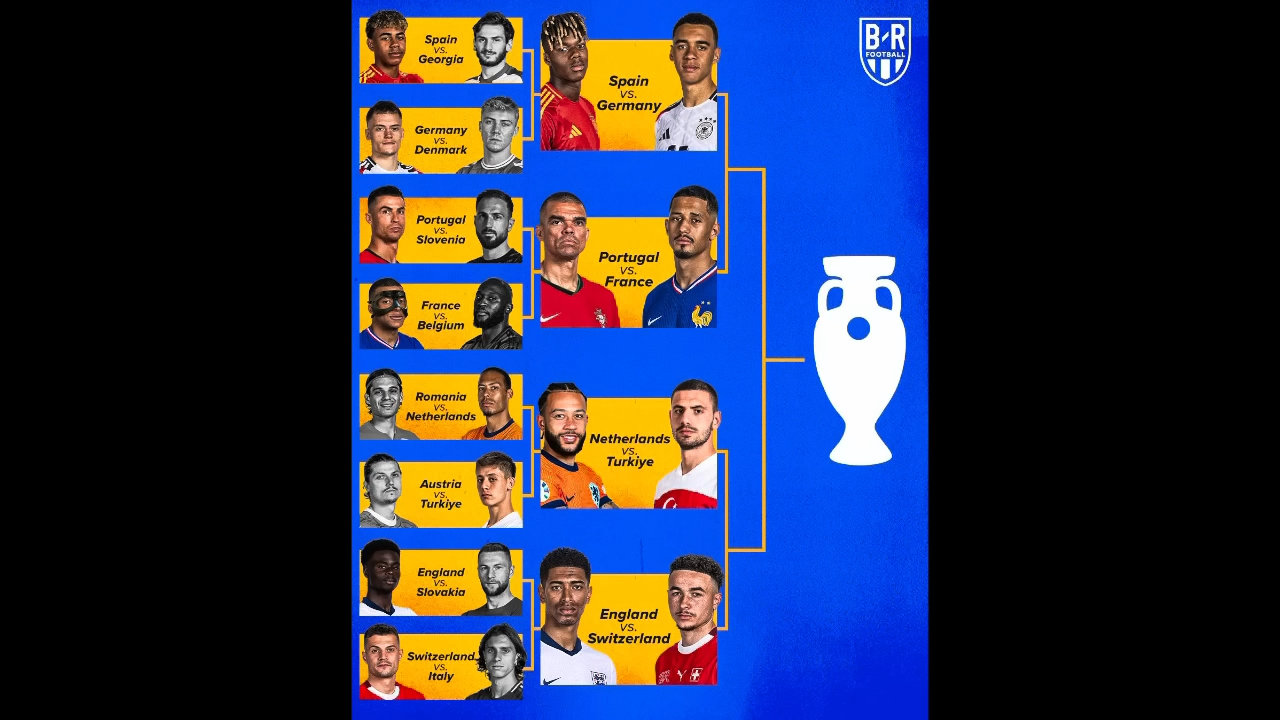 Spain
vs.
Georgia
Germany
vs.
Denmark
Portugal
vs.
Slovenia
France
vs.
Belgium
Romania
vs.
Netherlands
Austria
vs.
Turkiye
England
vs.
Slovakia
Switzerland
vs.
Italy
Spain
vs.
Germany
Portugal
vs.
France
Netherlands
vs.
Turkiye
England
vs.
Switzerland
B-R
FOOTBALL